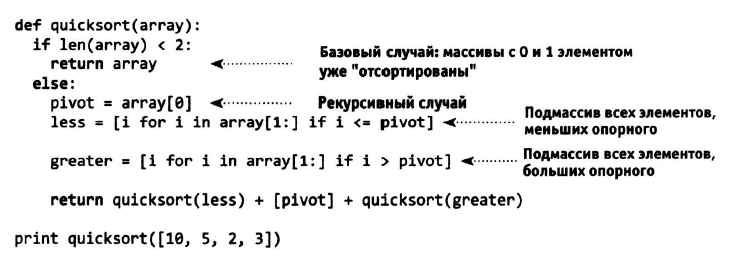 def quicksort(array):
if len(array) < 2:
return array
Базовый случай: массивы с 0 и 1 элементом
уже "отсортированы"
else:
pivot = array[0]
Рекурсивный случай
less = [i for i in array[1:] if i <= pivot]
Подмассив всех элементов,
меньших опорного
greater = [i for i in array[1:] if i > pivot]
Подмассив всех элементов,
больших опорного
return quicksort(less) + [pivot] + quicksort(greater)
print quicksort([10, 5, 2, 3])